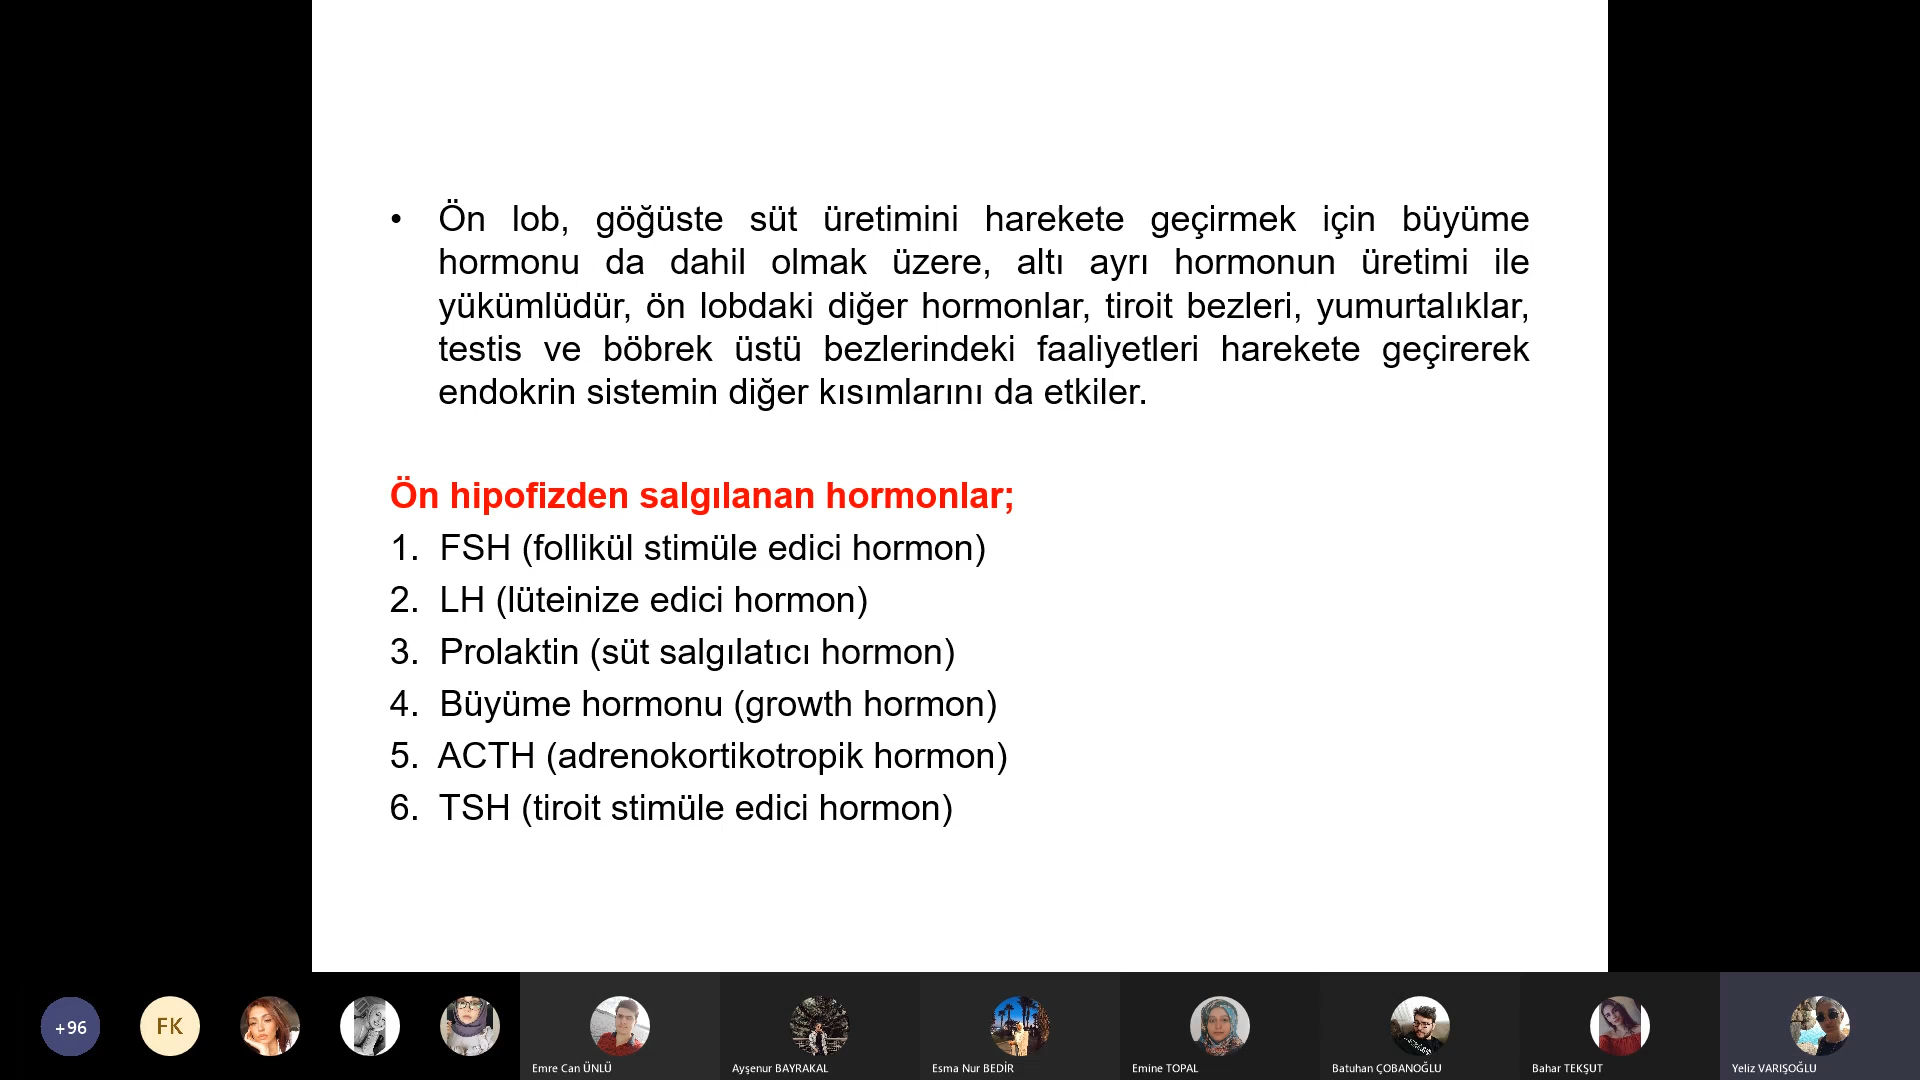 • Ön lob, göğüste süt üretimini harekete geçirmek için büyüme
hormonu da dahil olmak üzere, altı ayrı hormonun üretimi ile
yükümlüdür, ön lobdaki diğer hormonlar, tiroit bezleri, yumurtalıklar,
testis ve böbrek üstü bezlerindeki faaliyetleri harekete geçirerek
endokrin sistemin diğer kısımlarını da etkiler.
Ön hipofizden salgılanan hormonlar;
1. FSH (follikül stimüle edici hormon)
2. LH (lüteinize edici hormon)
3. Prolaktin (süt salgılatıcı hormon)
4. Büyüme hormonu (growth hormon)
5. ACTH (adrenokortikotropik hormon)
6. TSH (tiroit stimüle edici hormon)
+96
FK
Emre Can ÜNLÜ
Ayşenur BAYRAKAL
Esma Nur BEDİR
Emine TOPAL
Batuhan ÇOBANOĞLU
Bahar TEKŞUT
Yeliz VARIŞOĞLU